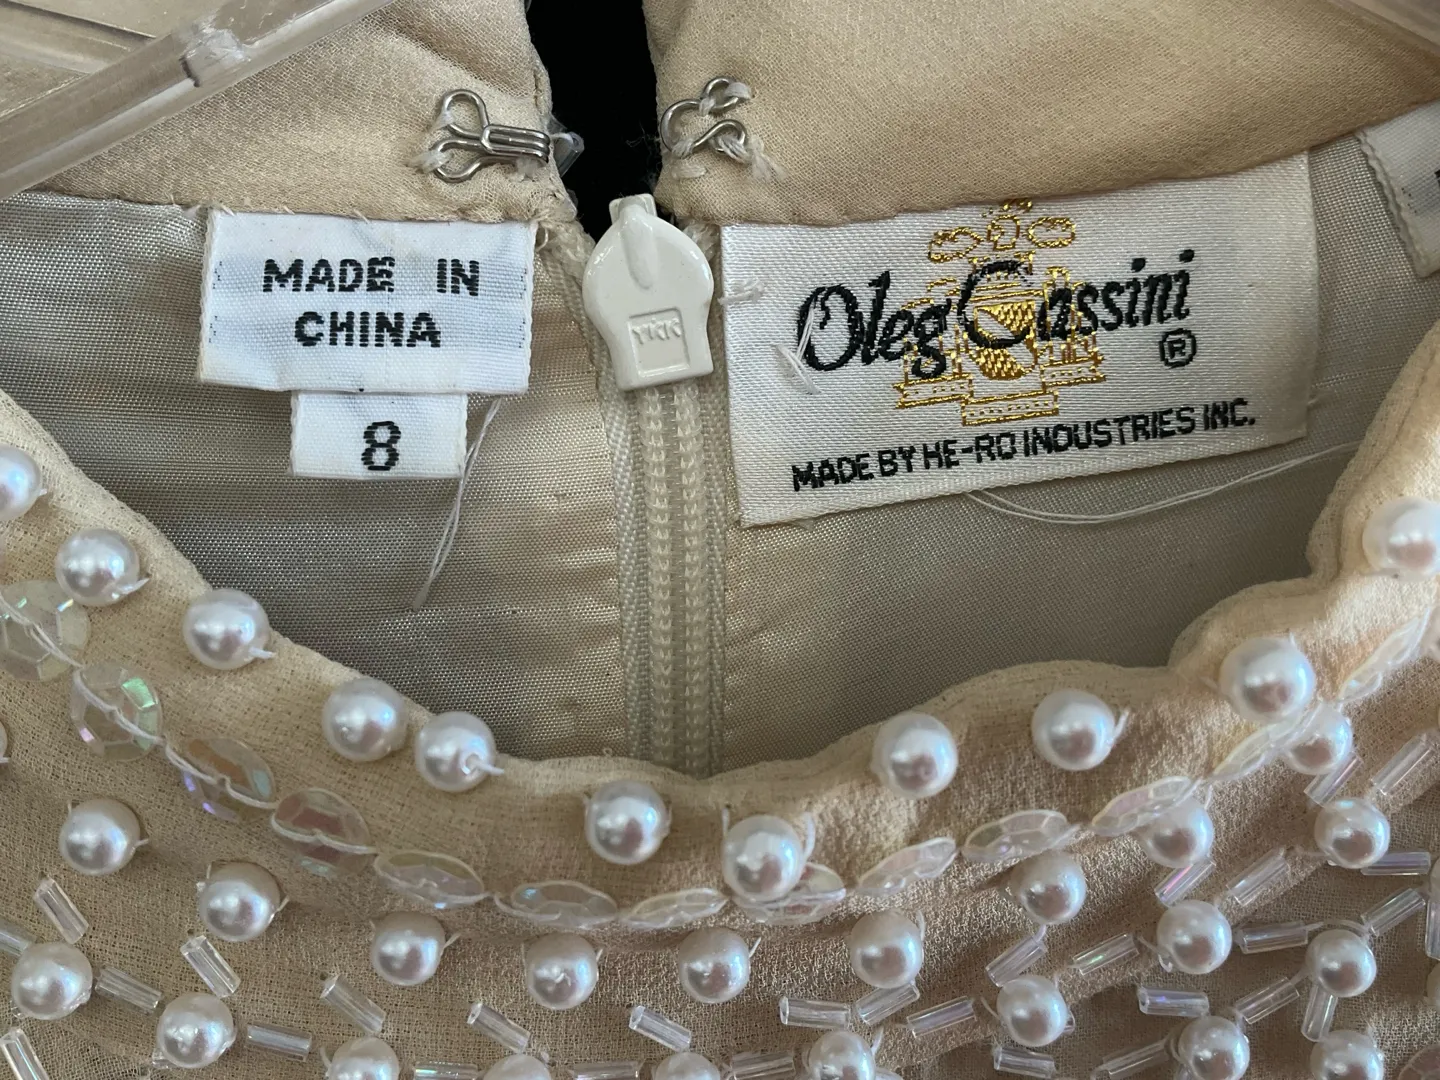 MADE IN
CHINA
8
YKK
Oleg Cassini
®
MADE BY HE-RO INDUSTRIES INC.